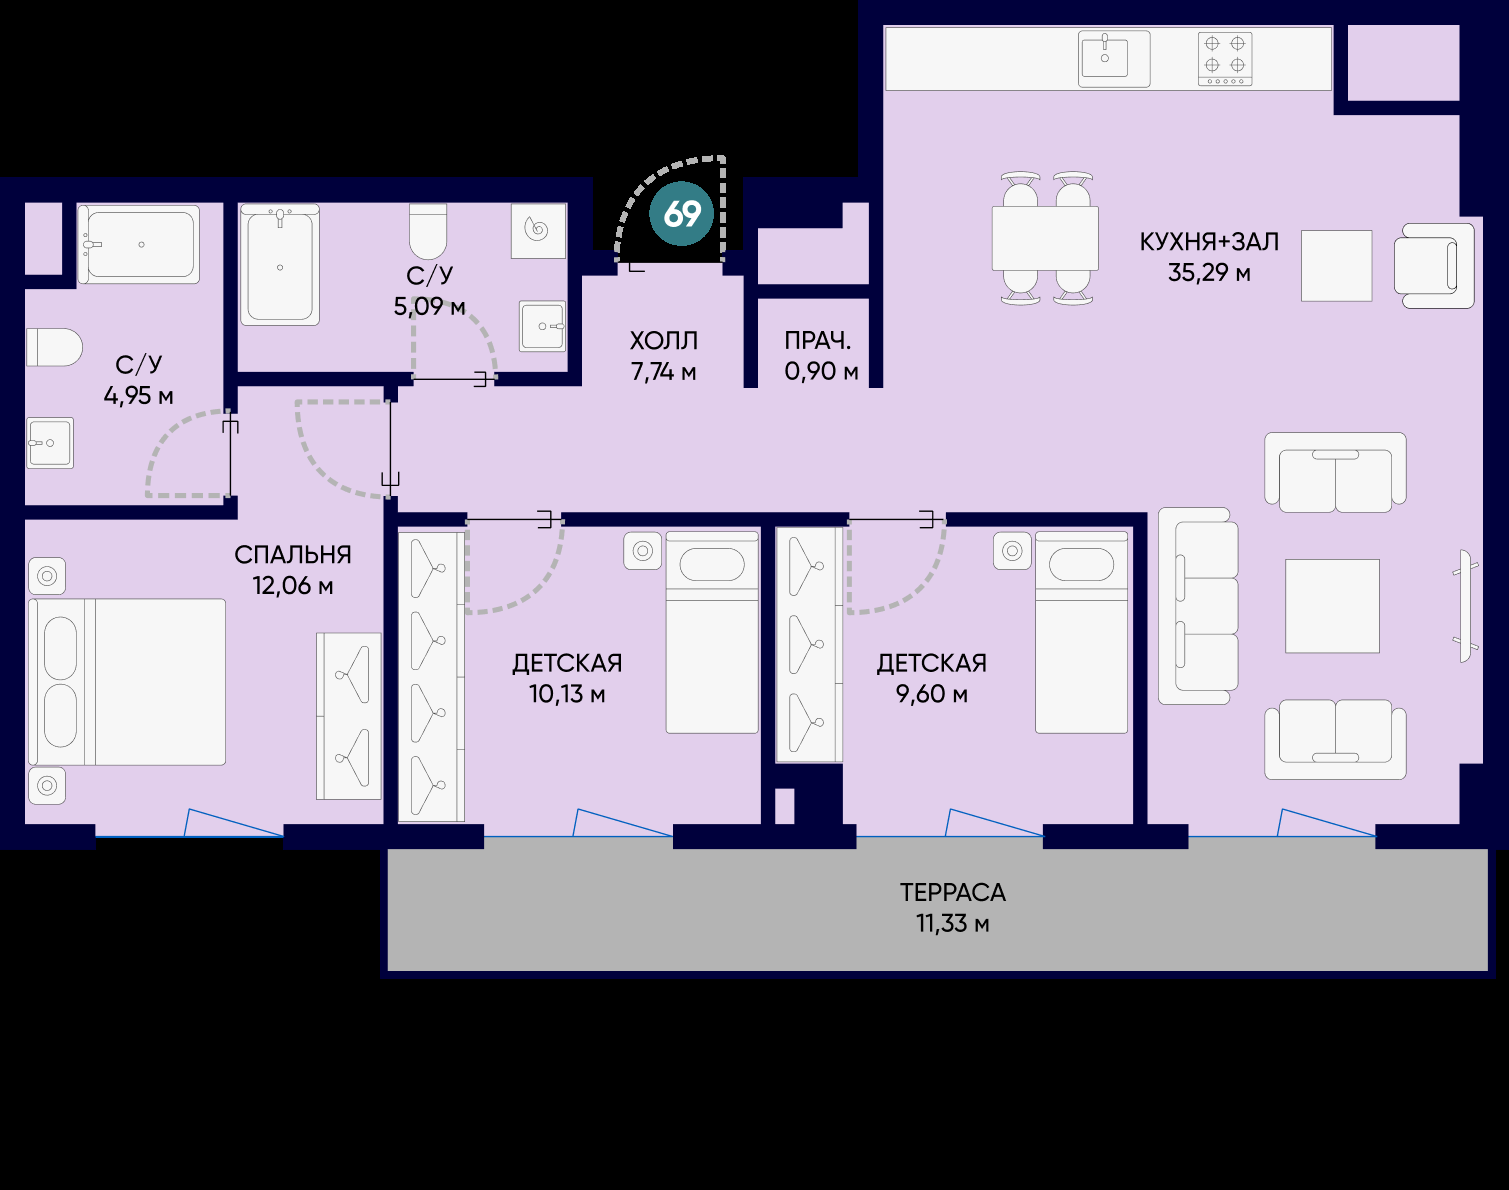 69
КУХНЯ+ЗАЛ
35,29 м
С/У
5,09 м
ХОЛЛ
7,74 м
ПРАЧ.
0,90 м
С/У
4,95 м
СПАЛЬНЯ
12,06 м
ДЕТСКАЯ
10,13 м
ДЕТСКАЯ
9,60 м
ТЕРРАСА
11,33 м